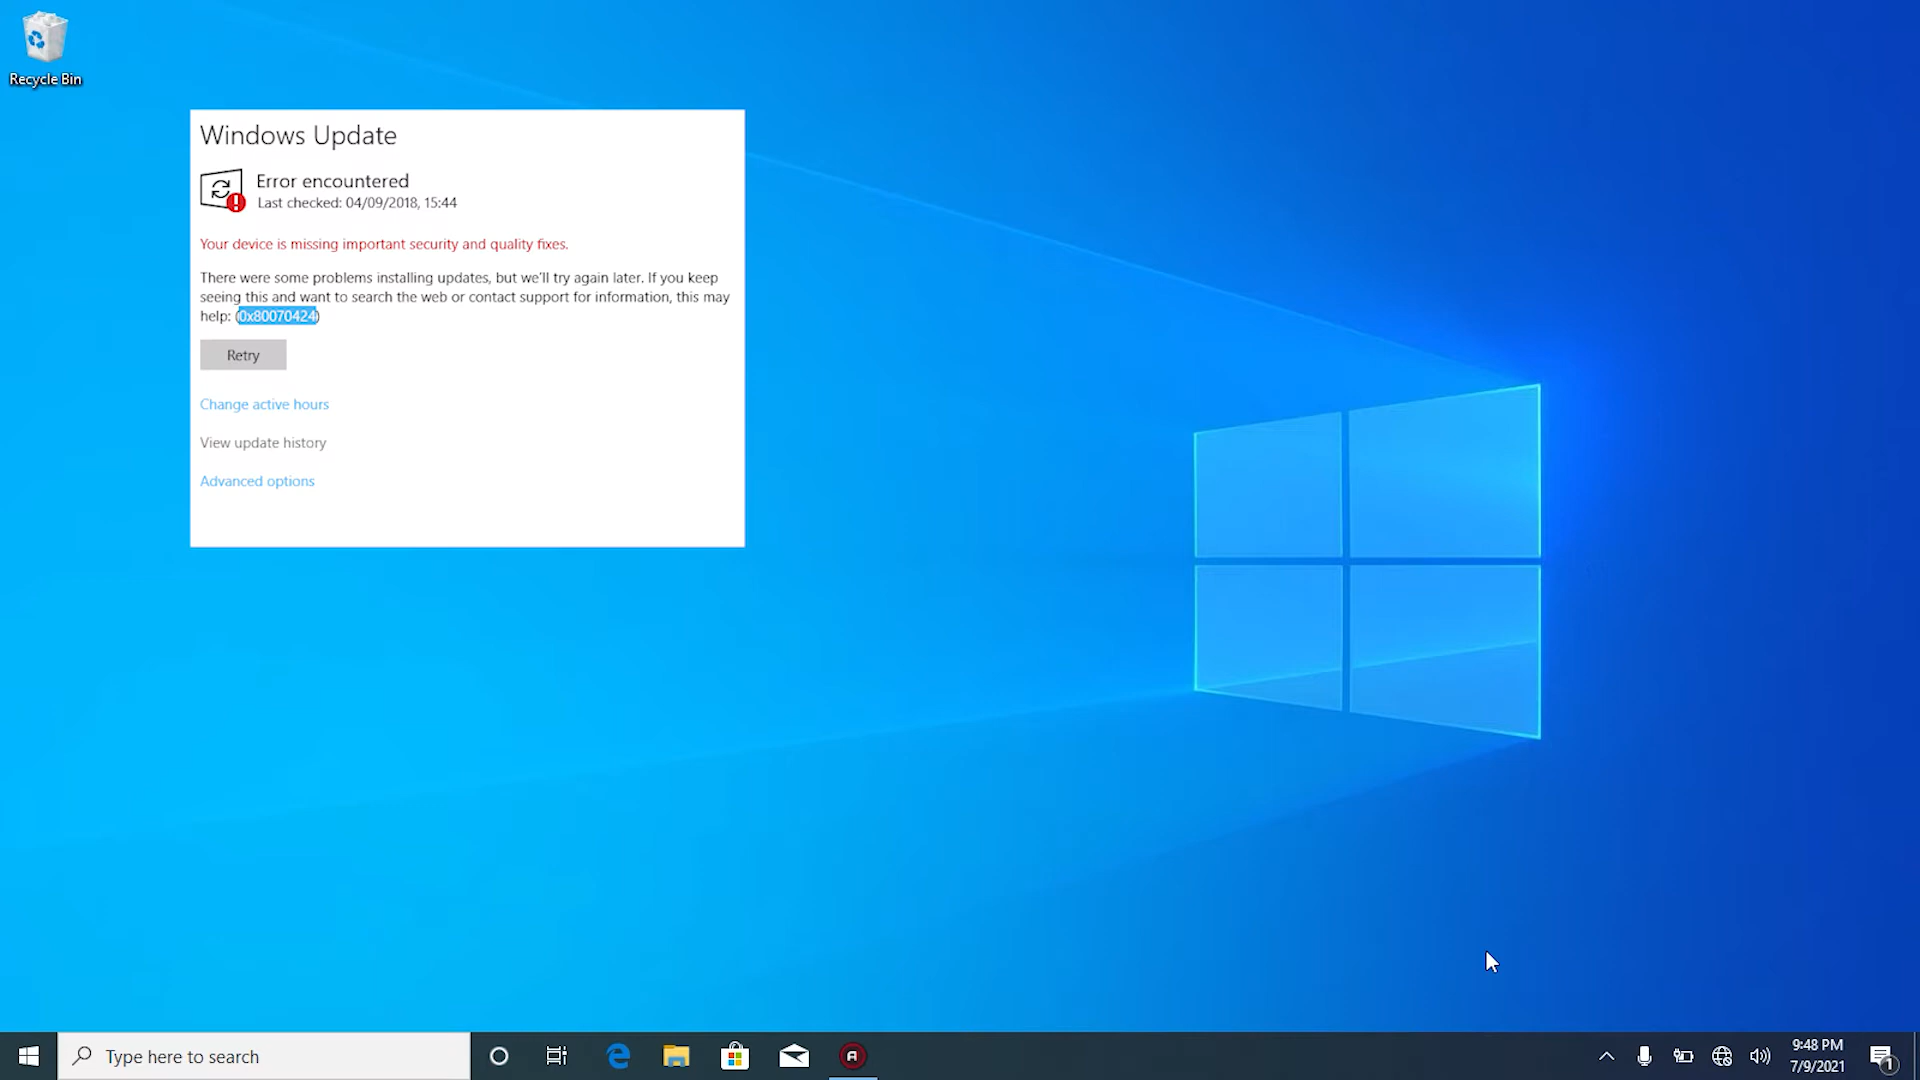 Recycle Bin
Windows Update
Error encountered
Last checked: 04/09/2018, 15:44
Your device is missing important security and quality fixes.
There were some problems installing updates, but we'll try again later. If you keep
seeing this and want to search the web or contact support for information, this may
help: (0x80070424)
Retry
Change active hours
View update history
Advanced options
Type here to search
A
9:48 PM
7/9/2021
1